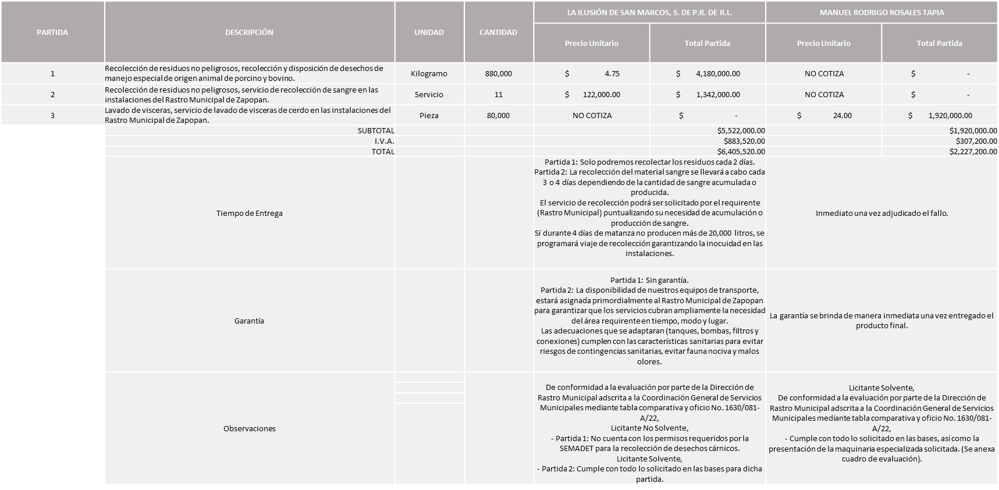 PARTIDA
DESCRIPCIÓN
UNIDAD
CANTIDAD
LA ILUSIÓN DE SAN MARCOS, S. DE P.R. DE R.L.
MANUEL RODRIGO ROSALES TAPIA
Precio Unitario
Total Partida
Precio Unitario
Total Partida
1
Recolección de residuos no peligrosos, recolección y disposición de desechos de
manejo especial de origen animal de porcino y bovino.
Kilogramo
880,000
$ 4.75
$ 4,180,000.00
NO COTIZA
$ -
2
Recolección de residuos no peligrosos, servicio de recolección de sangre en las
instalaciones del Rastro Municipal de Zapopan.
Servicio
11
$ 122,000.00
$ 1,342,000.00
NO COTIZA
$ -
3
Lavado de visceras, servicio de lavado de visceras de cerdo en las instalaciones del
Rastro Municipal de Zapopan.
Pieza
80,000
NO COTIZA
$ -
$ 24.00
$ 1,920,000.00
SUBTOTAL
$5,522,000.00
$1,920,000.00
I.V.A.
$883,520.00
$307,200.00
TOTAL
$6,405,520.00
$2,227,200.00
Tiempo de Entrega
Partida 1: Solo podremos recolectar los residuos cada 2 días.
Partida 2: La recolección del material sangre se llevará a cabo cada
3 o 4 días dependiendo de la cantidad de sangre acumulada o
producida.
El servicio de recolección podrá ser solicitado por el requirente
(Rastro Municipal) puntualizando su necesidad de acumulación o
producción de sangre.
Sí durante 4 días de matanza no producen más de 20,000 litros, se
programará viaje de recolección garantizando la inocuidad en las
instalaciones.
Inmediato una vez adjudicado el fallo.
Garantía
Partida 1: Sin garantía.
Partida 2: La disponibilidad de nuestros equipos de transporte,
estará asignada primordialmente al Rastro Municipal de Zapopan
para garantizar que los servicios cubran ampliamente la necesidad
del área requirente en tiempo, modo y lugar.
Las adecuaciones que se adaptaran (tanques, bombas, filtros y
conexiones) cumplen con las características sanitarias para evitar
riesgos de contingencias sanitarias, evitar fauna nociva y malos
olores.
La garantía se brinda de manera inmediata una vez entregado el
producto final.
Observaciones
De conformidad a la evaluación por parte de la Dirección de
Rastro Municipal adscrita a la Coordinación General de Servicios
Municipales mediante tabla comparativa y oficio No. 1630/081-
A/22,
Licitante No Solvente,
- Partida 1: No cuenta con los permisos requeridos por la
SEMADET para la recolección de desechos cárnicos.
Licitante Solvente,
- Partida 2: Cumple con todo lo solicitado en las bases para dicha
partida.
Licitante Solvente,
De conformidad a la evaluación por parte de la Dirección de
Rastro Municipal adscrita a la Coordinación General de Servicios
Municipales mediante tabla comparativa y oficio No. 1630/081-
A/22,
- Cumple con todo lo solicitado en las bases, así como la
presentación de la maquinaria especializada solicitada. (Se anexa
cuadro de evaluación).